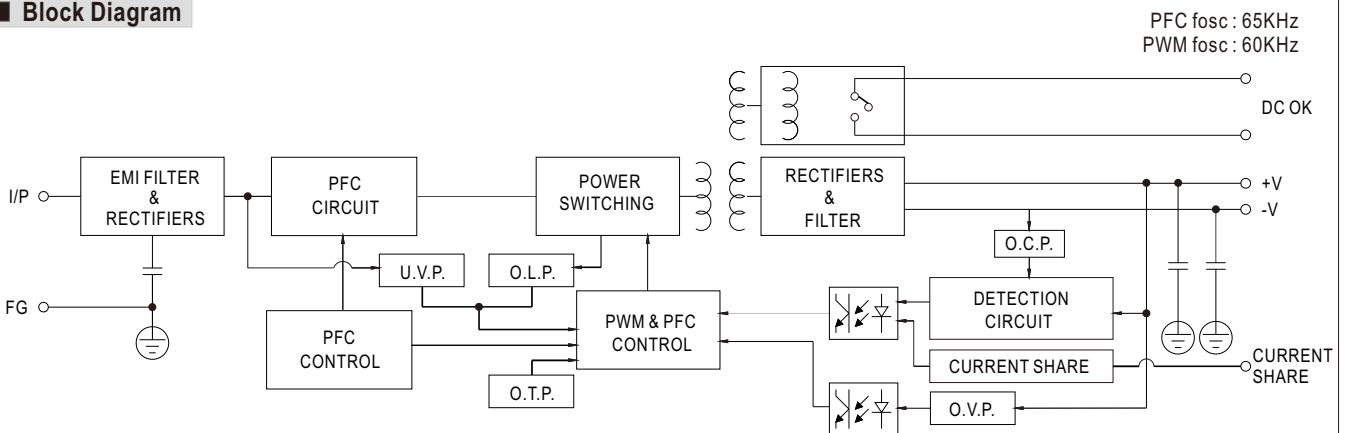 Block Diagram
PFC fosc : 65KHz
PWM fosc : 60KHz
DC OK
I/P
EMI FILTER
&
RECTIFIERS
PFC
CIRCUIT
POWER
SWITCHING
RECTIFIERS
&
FILTER
+V
-V
O.C.P.
U.V.P.
O.L.P.
FG
PFC
CONTROL
PWM & PFC
CONTROL
DETECTION
CIRCUIT
CURRENT SHARE
CURRENT
SHARE
O.T.P.
O.V.P.